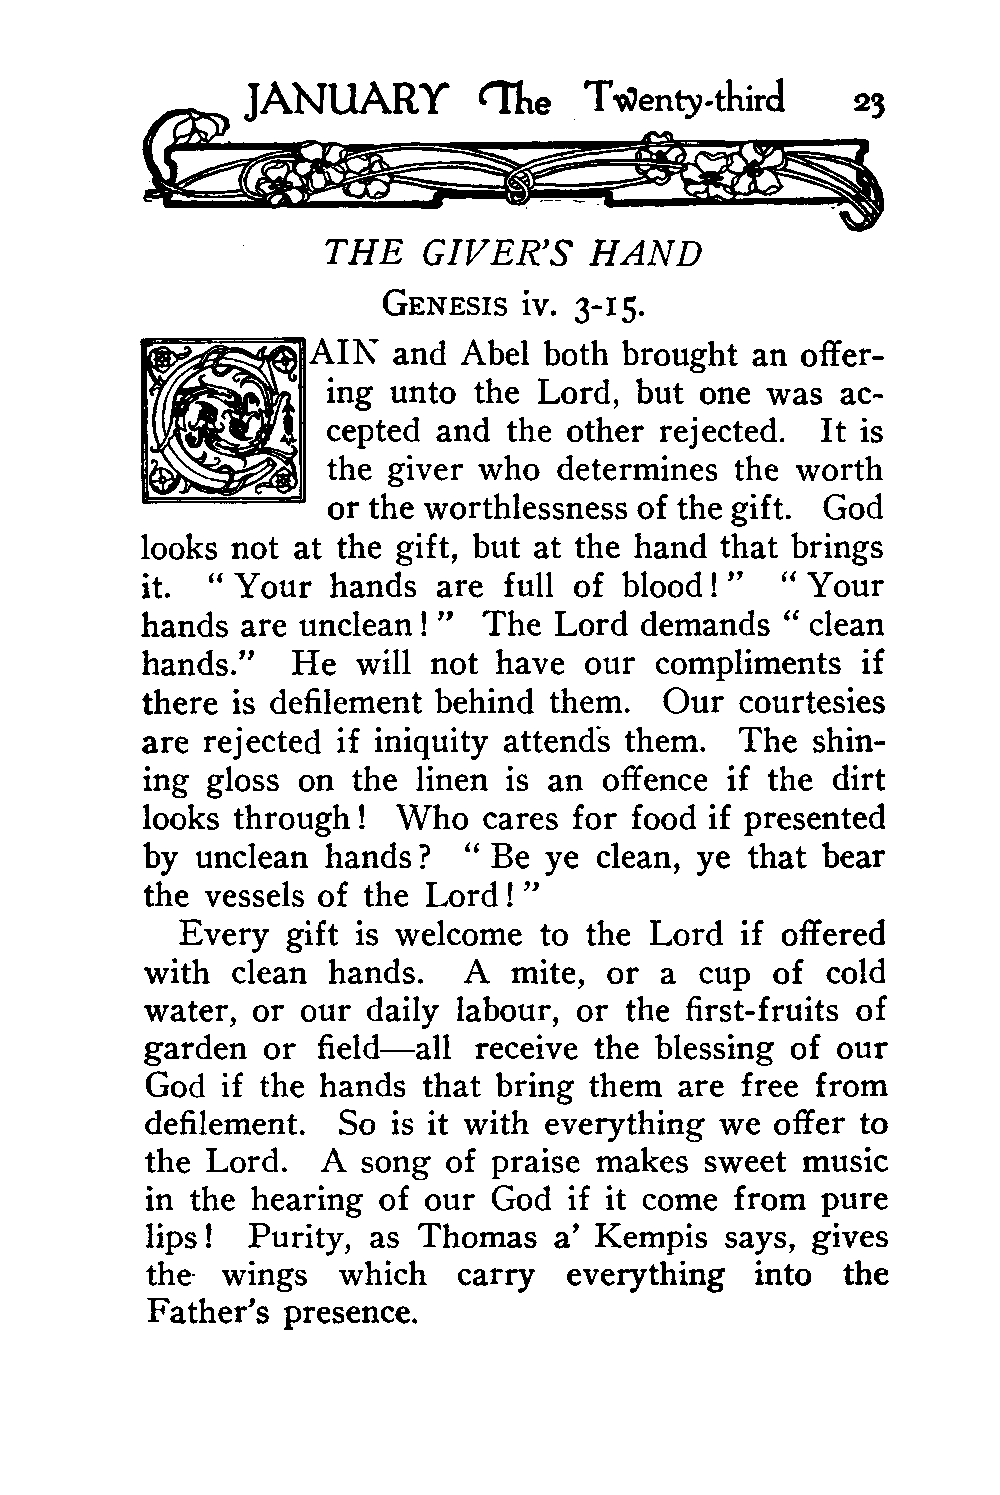 JANUARY The Twenty-third 23
THE GIVER'S HAND
GENESIS iv. 3-15.
CAIN and Abel both brought an offer-
ing unto the Lord, but one was ac-
cepted and the other rejected. It is
the giver who determines the worth
or the worthlessness of the gift. God
looks not at the gift, but at the hand that brings
it. “ Your hands are full of blood! ” “ Your
hands are unclean! ” The Lord demands “ clean
hands.” He will not have our compliments if
there is defilement behind them. Our courtesies
are rejected if iniquity attends them. The shin-
ing gloss on the linen is an offence if the dirt
looks through! Who cares for food if presented
by unclean hands? “ Be ye clean, ye that bear
the vessels of the Lord! ”
Every gift is welcome to the Lord if offered
with clean hands. A mite, or a cup of cold
water, or our daily labour, or the first-fruits of
garden or field—all receive the blessing of our
God if the hands that bring them are free from
defilement. So is it with everything we offer to
the Lord. A song of praise makes sweet music
in the hearing of our God if it come from pure
lips! Purity, as Thomas a' Kempis says, gives
the wings which carry everything into the
Father's presence.